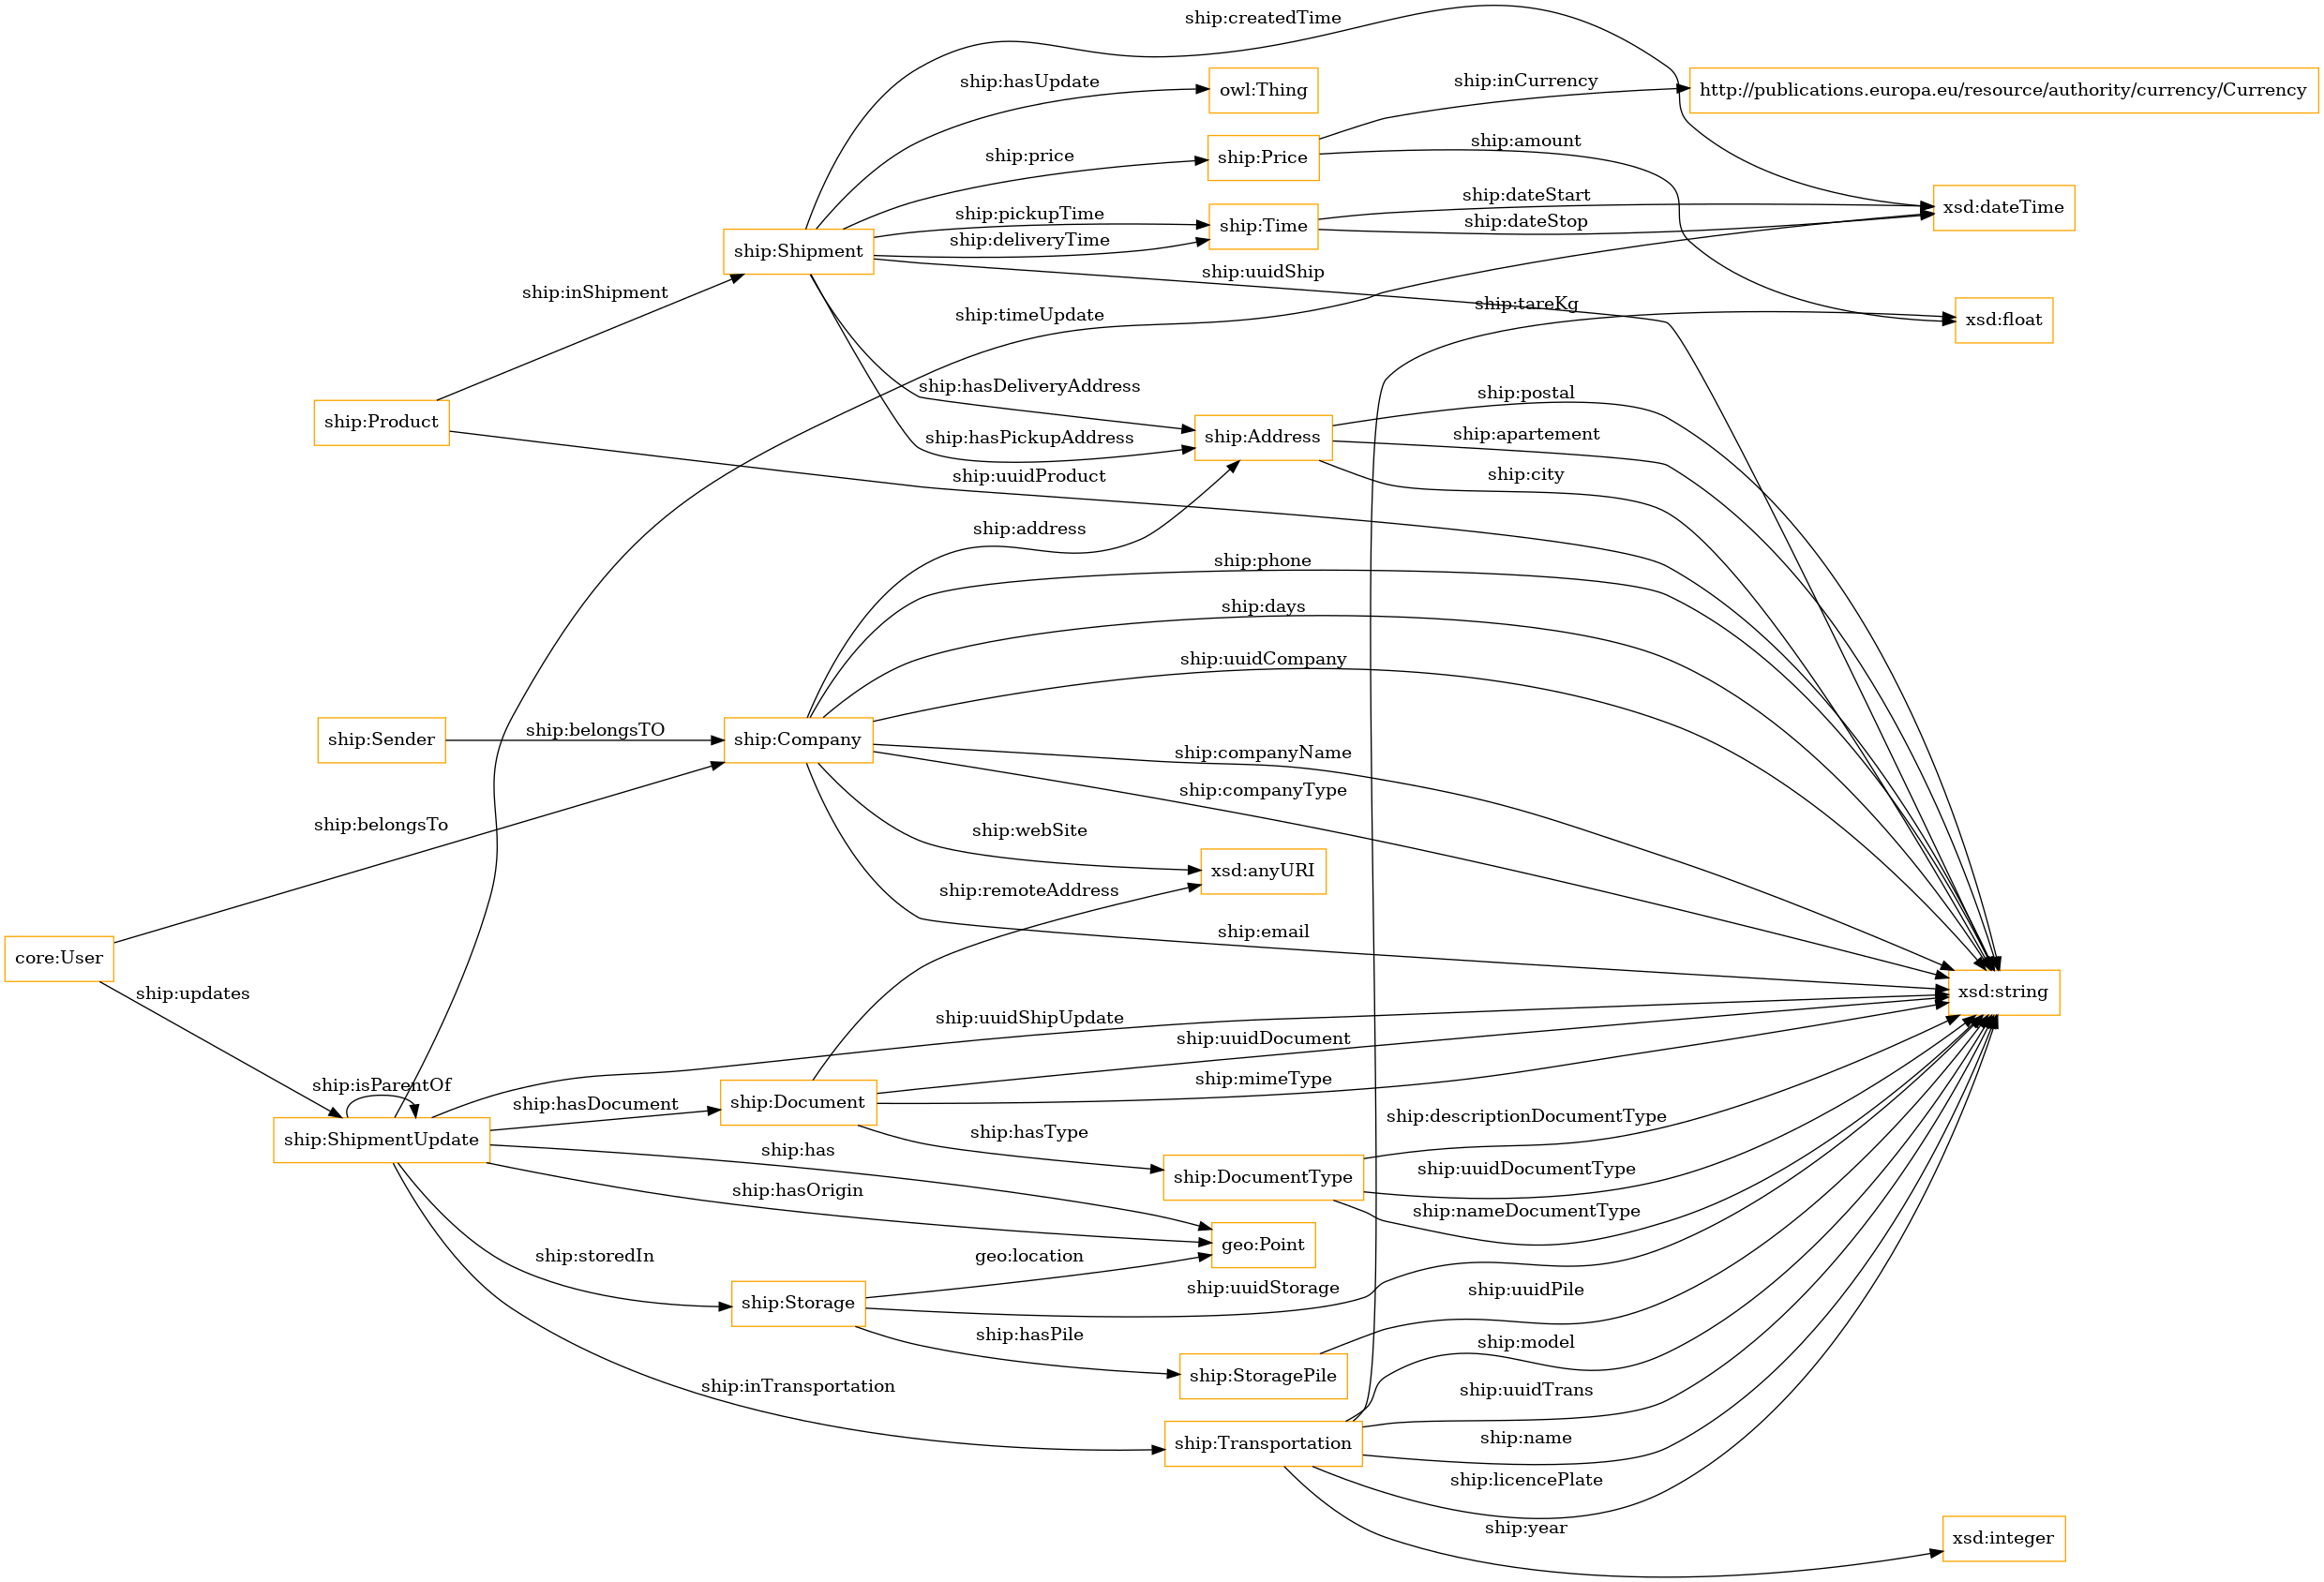 ship:createdTime
ship:hasUpdate
owl:Thing
ship:inCurrency
http://publications.europa.eu/resource/authority/currency/Currency
ship:price
ship:Price
ship:amount
ship:pickupTime
ship:Time
ship:dateStart
xsd:dateTime
ship:Shipment
ship:deliveryTime
ship:dateStop
ship:inShipment
ship:uuidShip
ship:timeUpdate
ship:tareKg
xsd:float
ship:Product
ship:hasDeliveryAddress
ship:postal
ship:hasPickupAddress
ship:Address
ship:apartement
ship:uuidProduct
ship:city
ship:address
ship:phone
ship:days
ship:uuidCompany
ship:Sender
ship:belongsTO
ship:Company
ship:companyName
ship:companyType
ship:belongsTo
ship:webSite
xsd:anyURI
ship:remoteAddress
ship:email
core:User
ship:updates
xsd:string
ship:uuidShipUpdate
ship:uuidDocument
ship:isParentOf
ship:hasDocument
ship:Document
ship:mimeType
ship:ShipmentUpdate
ship:hasType
ship:descriptionDocumentType
ship:has
ship:DocumentType
ship:uuidDocumentType
ship:hasOrigin
ship:nameDocumentType
ship:storedIn
geo:location
geo:Point
ship:Storage
ship:uuidStorage
ship:uuidPile
ship:hasPile
ship:StoragePile
ship:model
ship:inTransportation
ship:uuidTrans
ship:Transportation
ship:name
ship:licencePlate
ship:year
xsd:integer